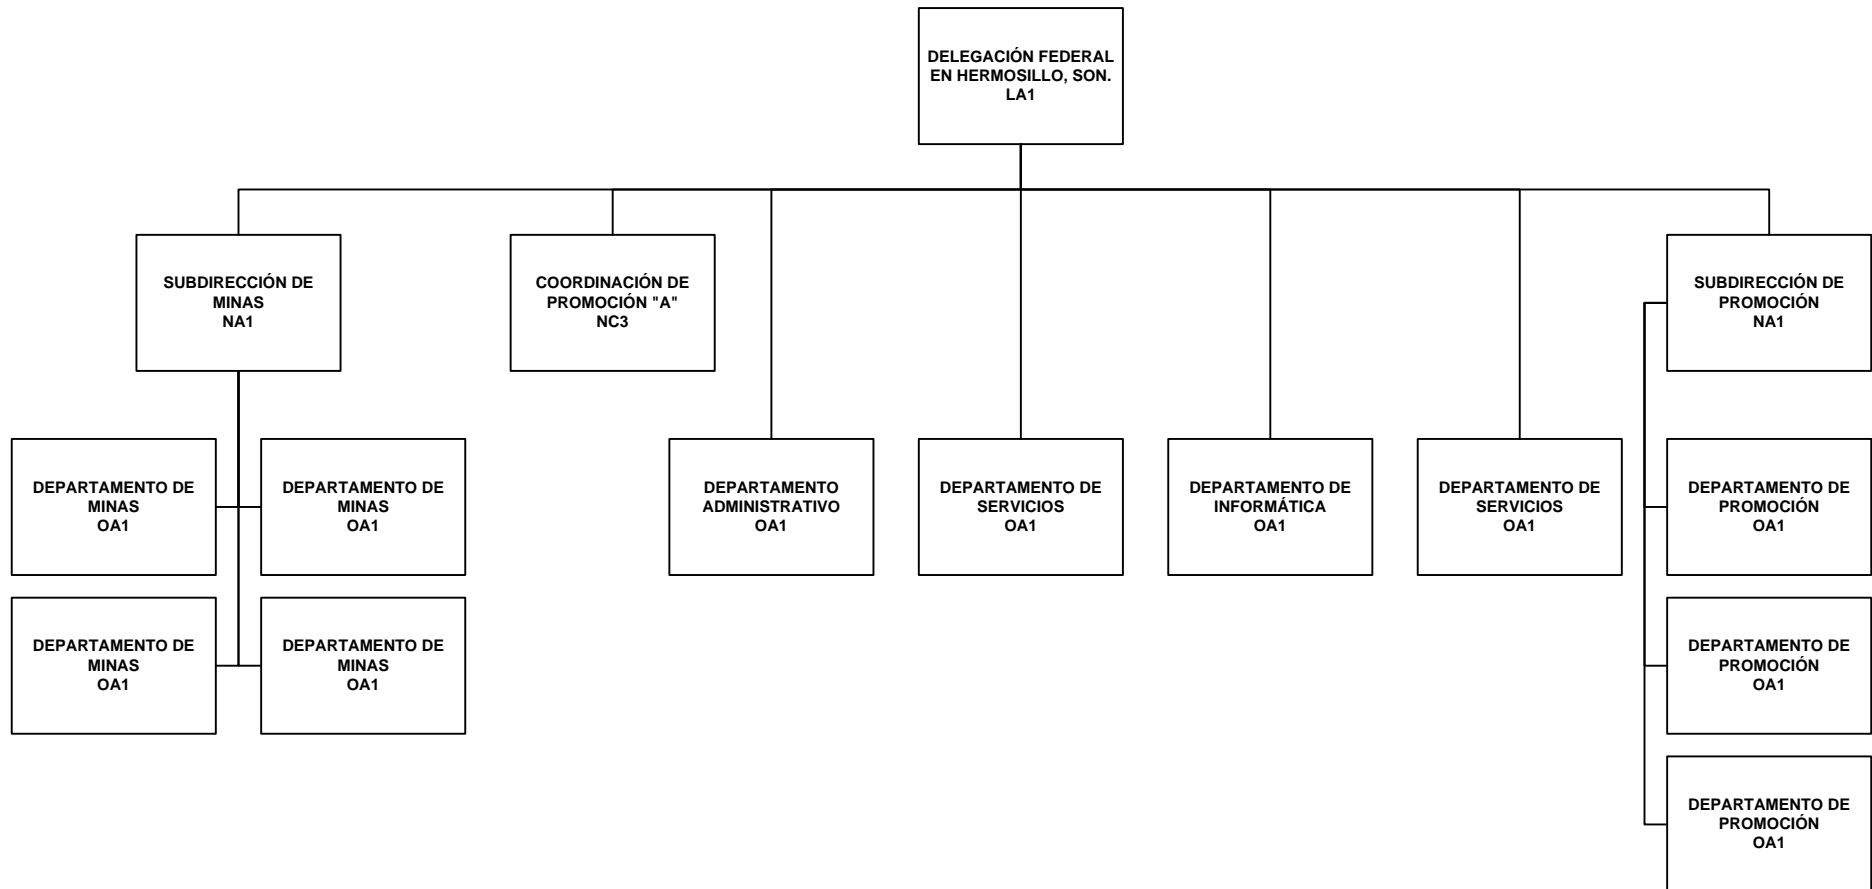 DELEGACIÓN FEDERAL
EN HERMOSILLO, SON.
LA1
SUBDIRECCIÓN DE
MINAS
NA1
COORDINACIÓN DE
PROMOCIÓN "A"
NC3
SUBDIRECCIÓN DE
PROMOCIÓN
NA1
DEPARTAMENTO DE
MINAS
OA1
DEPARTAMENTO DE
MINAS
OA1
DEPARTAMENTO
ADMINISTRATIVO
OA1
DEPARTAMENTO DE
SERVICIOS
OA1
DEPARTAMENTO DE
INFORMÁTICA
OA1
DEPARTAMENTO DE
SERVICIOS
OA1
DEPARTAMENTO DE
PROMOCIÓN
OA1
DEPARTAMENTO DE
MINAS
OA1
DEPARTAMENTO DE
MINAS
OA1
DEPARTAMENTO DE
PROMOCIÓN
OA1
DEPARTAMENTO DE
PROMOCIÓN
OA1